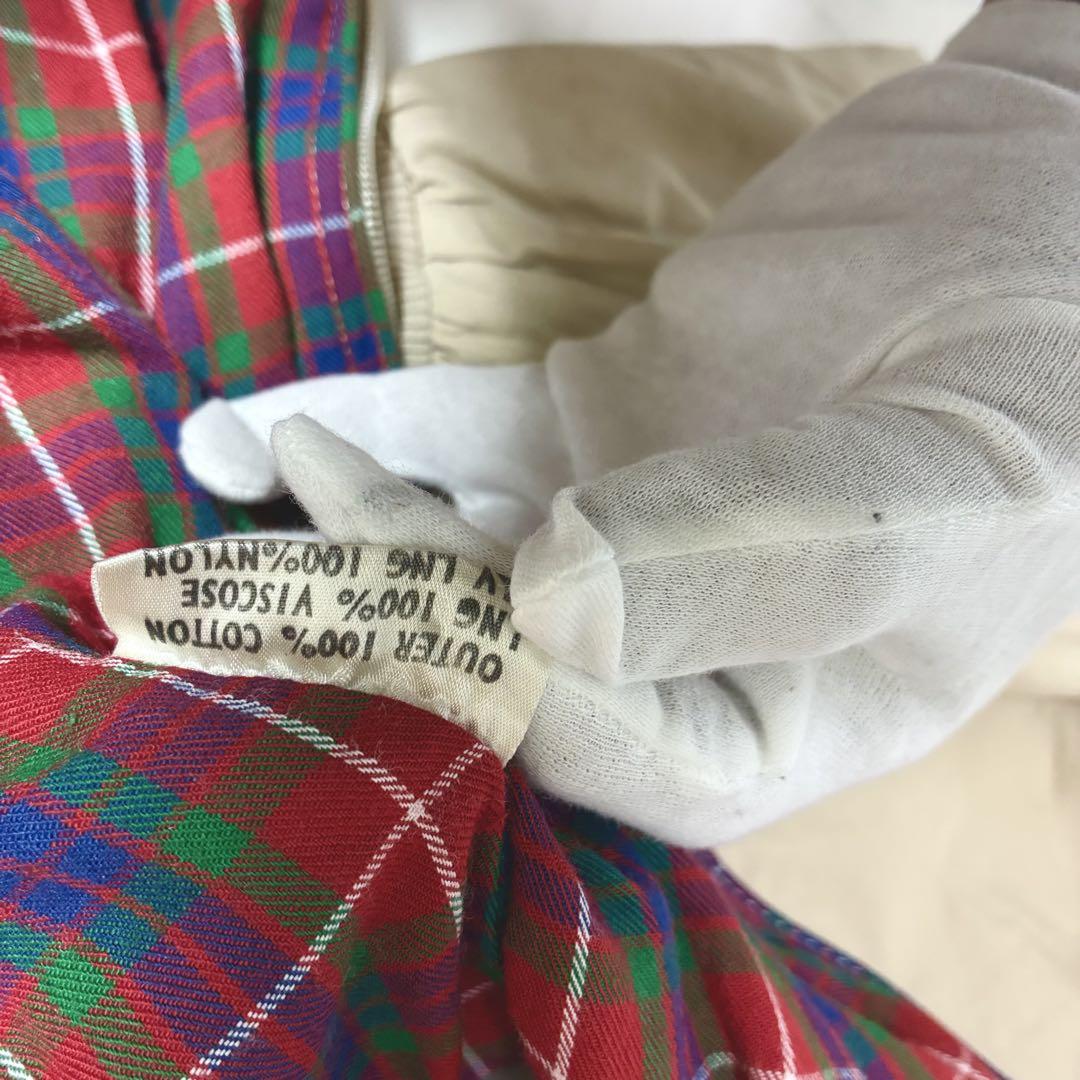 OUTER 100% COTTON
LNG 100% VISCOSE
LNG 100%NYLON